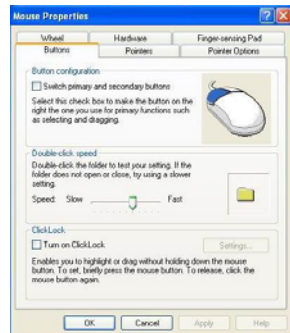 Mouse Properties
Wheel Hardware Finger-sensing Pad
Buttons Pointers Pointer Options
Button configuration
Switch primary and secondary buttons
Select this check box to make the button on the
right the one you use for primary functions such
as selecting and dragging.
Double-click speed
Double-click the folder to test your setting. If the
folder does not open or close, try using a slower
setting.
Speed: Slow Fast
ClickLock
Turn on ClickLock Settings...
Enables you to highlight or drag without holding down the mouse
button. To set, briefly press the mouse button. To release, click the
mouse button again.
OK Cancel Apply Help